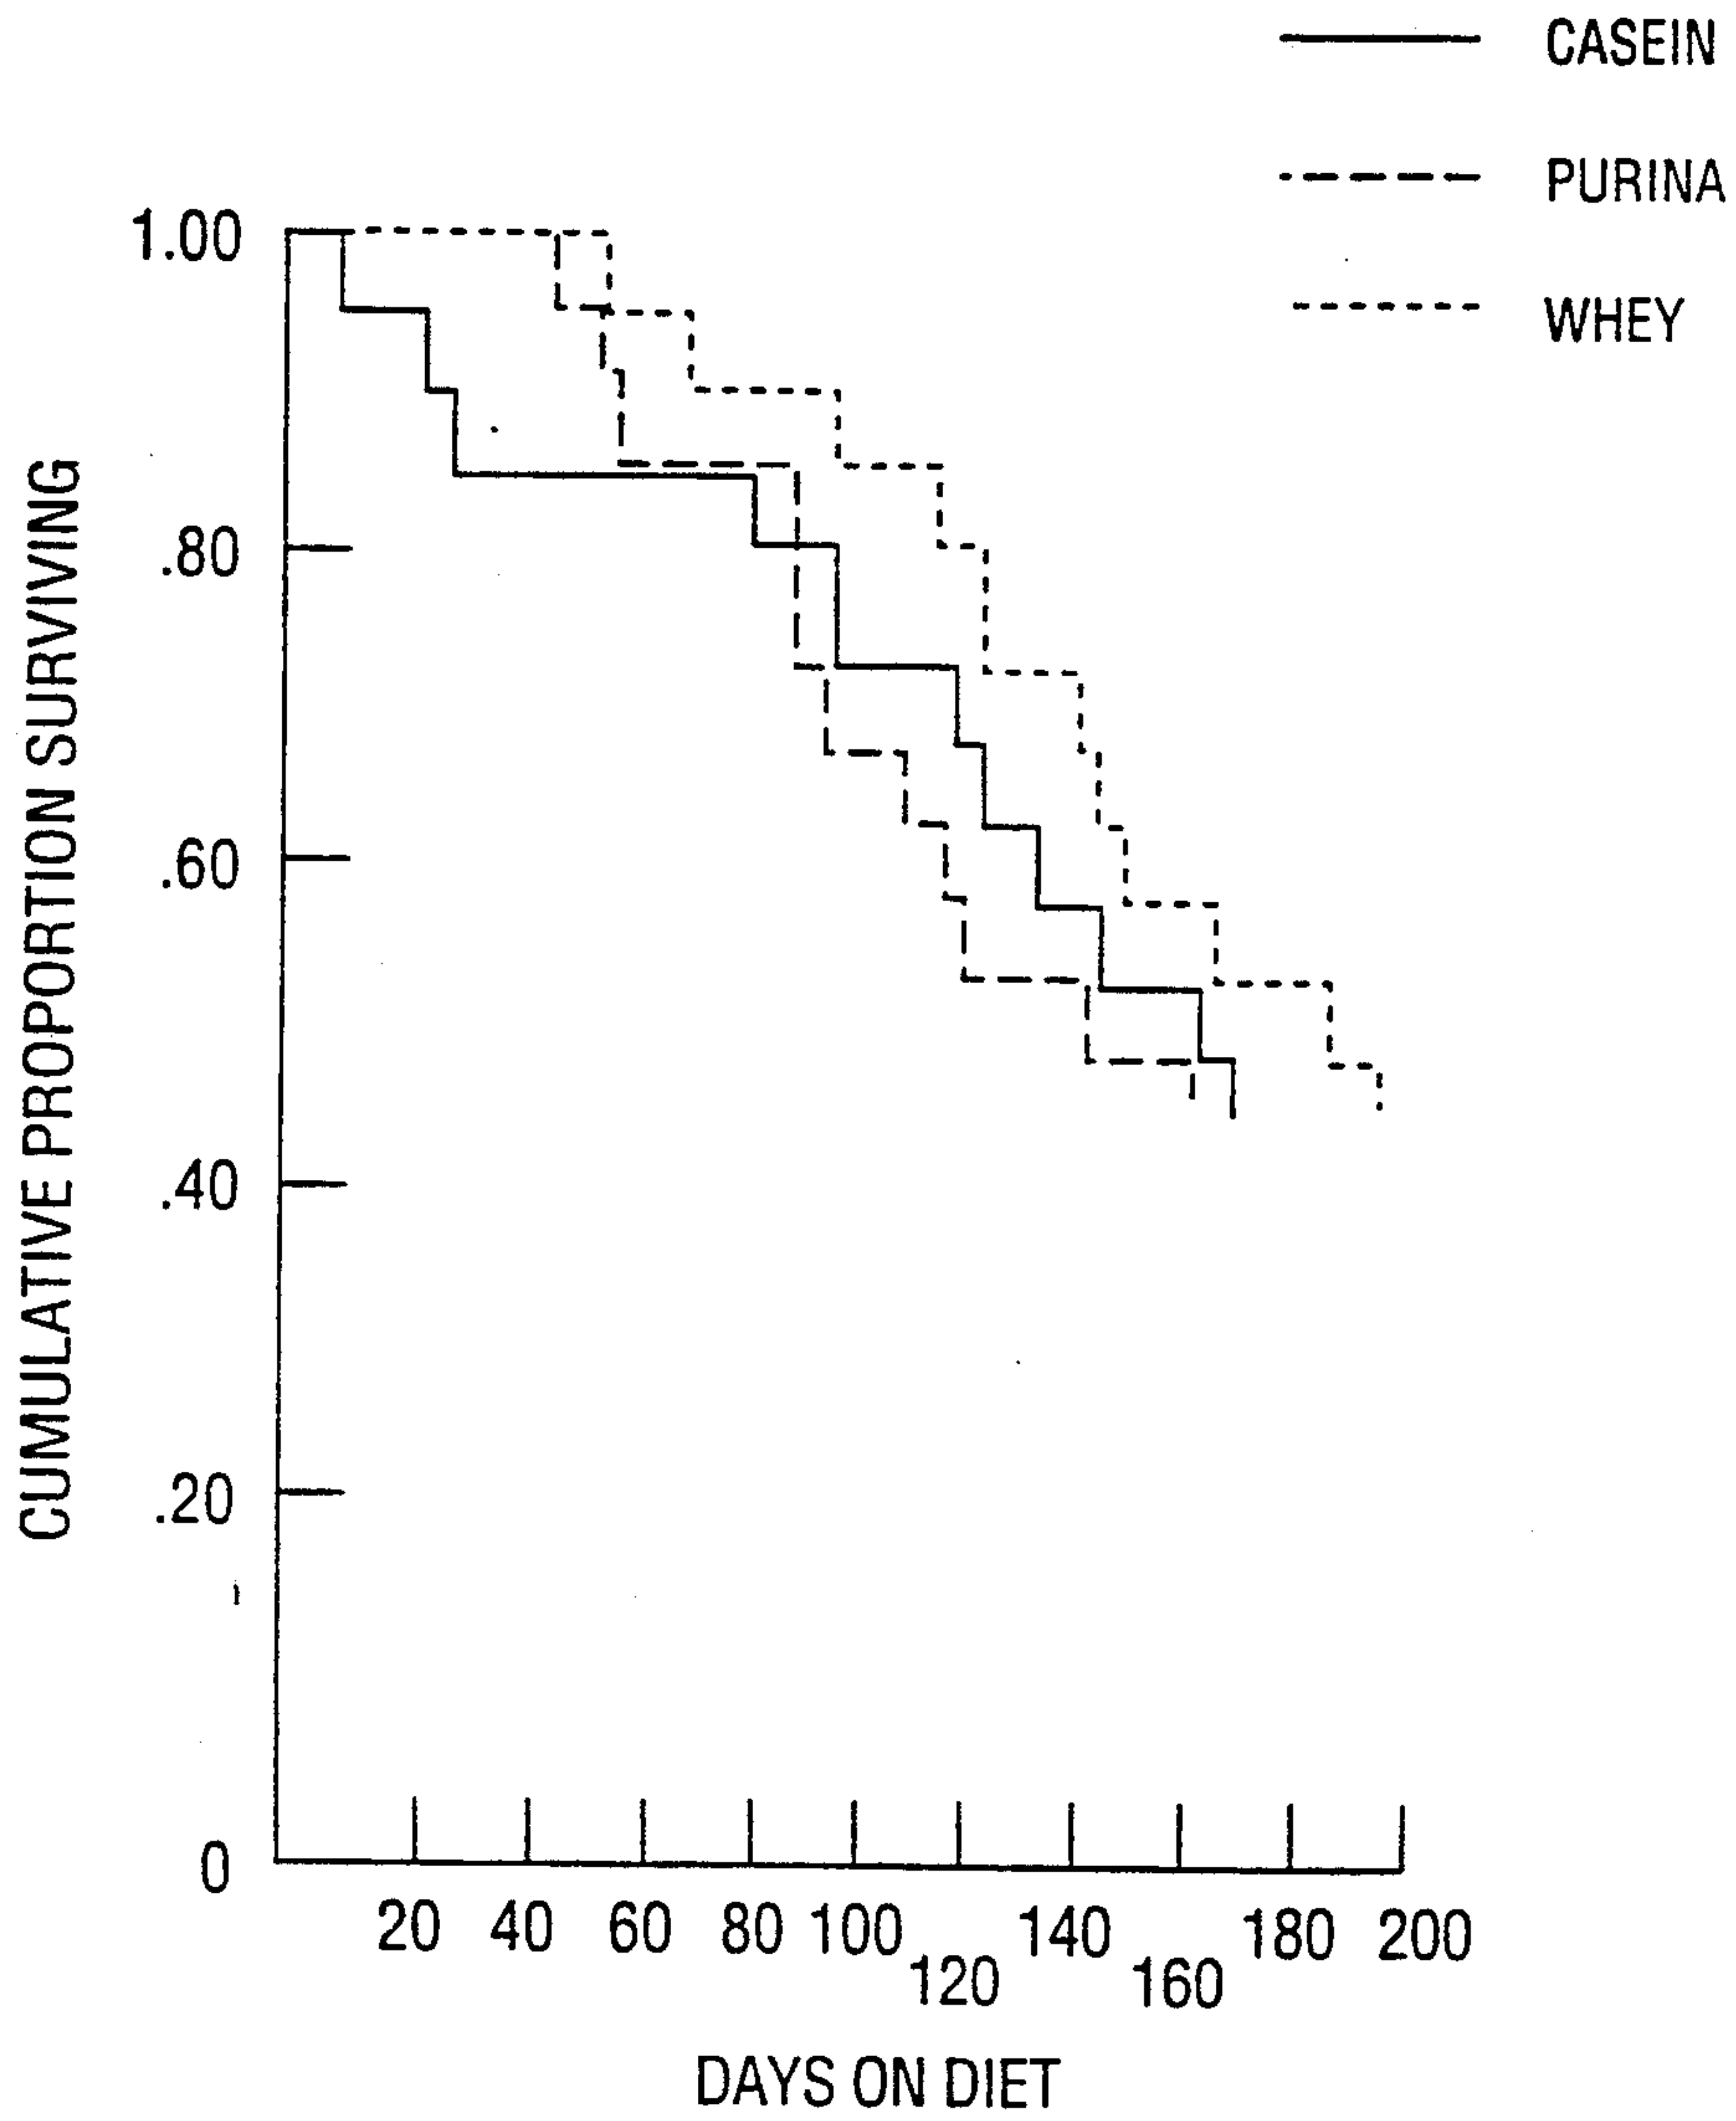 CASEIN
PURINA
WHEY
1.00
.80
.60
.40
.20
0
CUMULATIVE PROPORTION SURVIVING
20 40 60 80 100 120 140 160 180 200
DAYS ON DIET